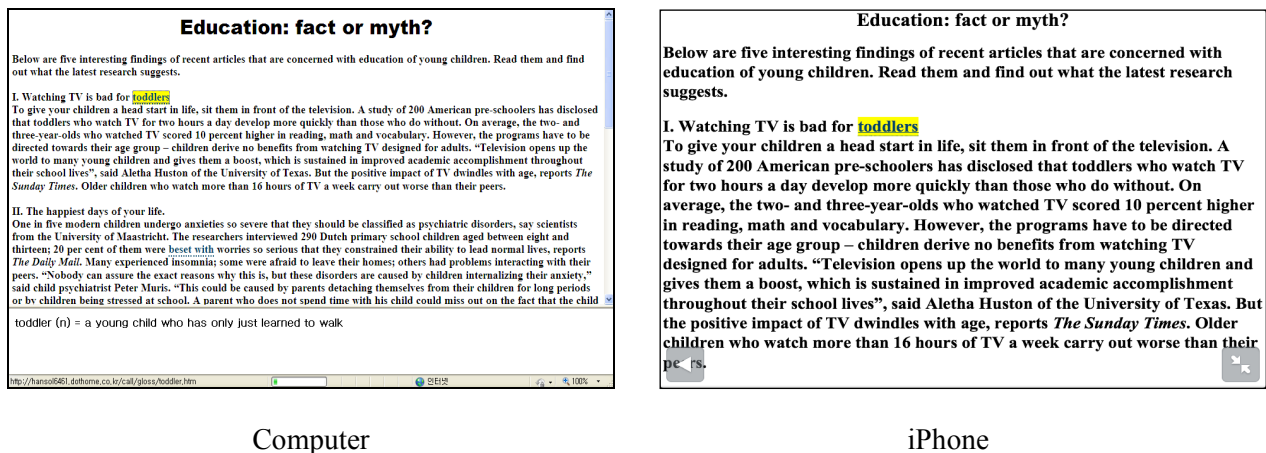 Education: fact or myth?
Below are five interesting findings of recent articles that are concerned with education of young children. Read them and find
out what the latest research suggests.
I. Watching TV is bad for toddlers
To give your children a head start in life, sit them in front of the television. A study of 200 American pre-schoolers has disclosed
that toddlers who watch TV for two hours a day develop more quickly than those who do without. On average, the two- and
three-year-olds who watched TV scored 10 percent higher in reading, math and vocabulary. However, the programs have to be
directed towards their age group – children derive no benefits from watching TV designed for adults. “Television opens up the
world to many young children and gives them a boost, which is sustained in improved academic accomplishment throughout
their school lives”, said Aletha Huston of the University of Texas. But the positive impact of TV dwindles with age, reports The
Sunday Times. Older children who watch more than 16 hours of TV a week carry out worse than their peers.
II. The happiest days of your life.
One in five modern children undergo anxieties so severe that they should be classified as psychiatric disorders, say scientists
from the University of Maastricht. The researchers interviewed 290 Dutch primary school children aged between eight and
thirteen; 20 per cent of them were beset with worries so serious that they constrained their ability to lead normal lives, reports
The Daily Mail. Many experienced insomnia; some were afraid to leave their homes; others had problems interacting with their
peers. “Nobody can assure the exact reasons why this is, but these disorders are caused by children internalizing their anxiety,”
said child psychiatrist Peter Muris. “This could be caused by parents detaching themselves from their children for long periods
or by children being stressed at school. A parent who does not spend time with his child could miss out on the fact that the child
toddler (n) = a young child who has only just learned to walk
http://hansol6461.dothome.co.kr/call/gloss/toddler.htm 인터넷 100%
Computer
Education: fact or myth?
Below are five interesting findings of recent articles that are concerned with
education of young children. Read them and find out what the latest research
suggests.
I. Watching TV is bad for toddlers
To give your children a head start in life, sit them in front of the television. A
study of 200 American pre-schoolers has disclosed that toddlers who watch TV
for two hours a day develop more quickly than those who do without. On
average, the two- and three-year-olds who watched TV scored 10 percent higher
in reading, math and vocabulary. However, the programs have to be directed
towards their age group – children derive no benefits from watching TV
designed for adults. “Television opens up the world to many young children and
gives them a boost, which is sustained in improved academic accomplishment
throughout their school lives”, said Aletha Huston of the University of Texas. But
the positive impact of TV dwindles with age, reports The Sunday Times. Older
children who watch more than 16 hours of TV a week carry out worse than their
peers.
iPhone